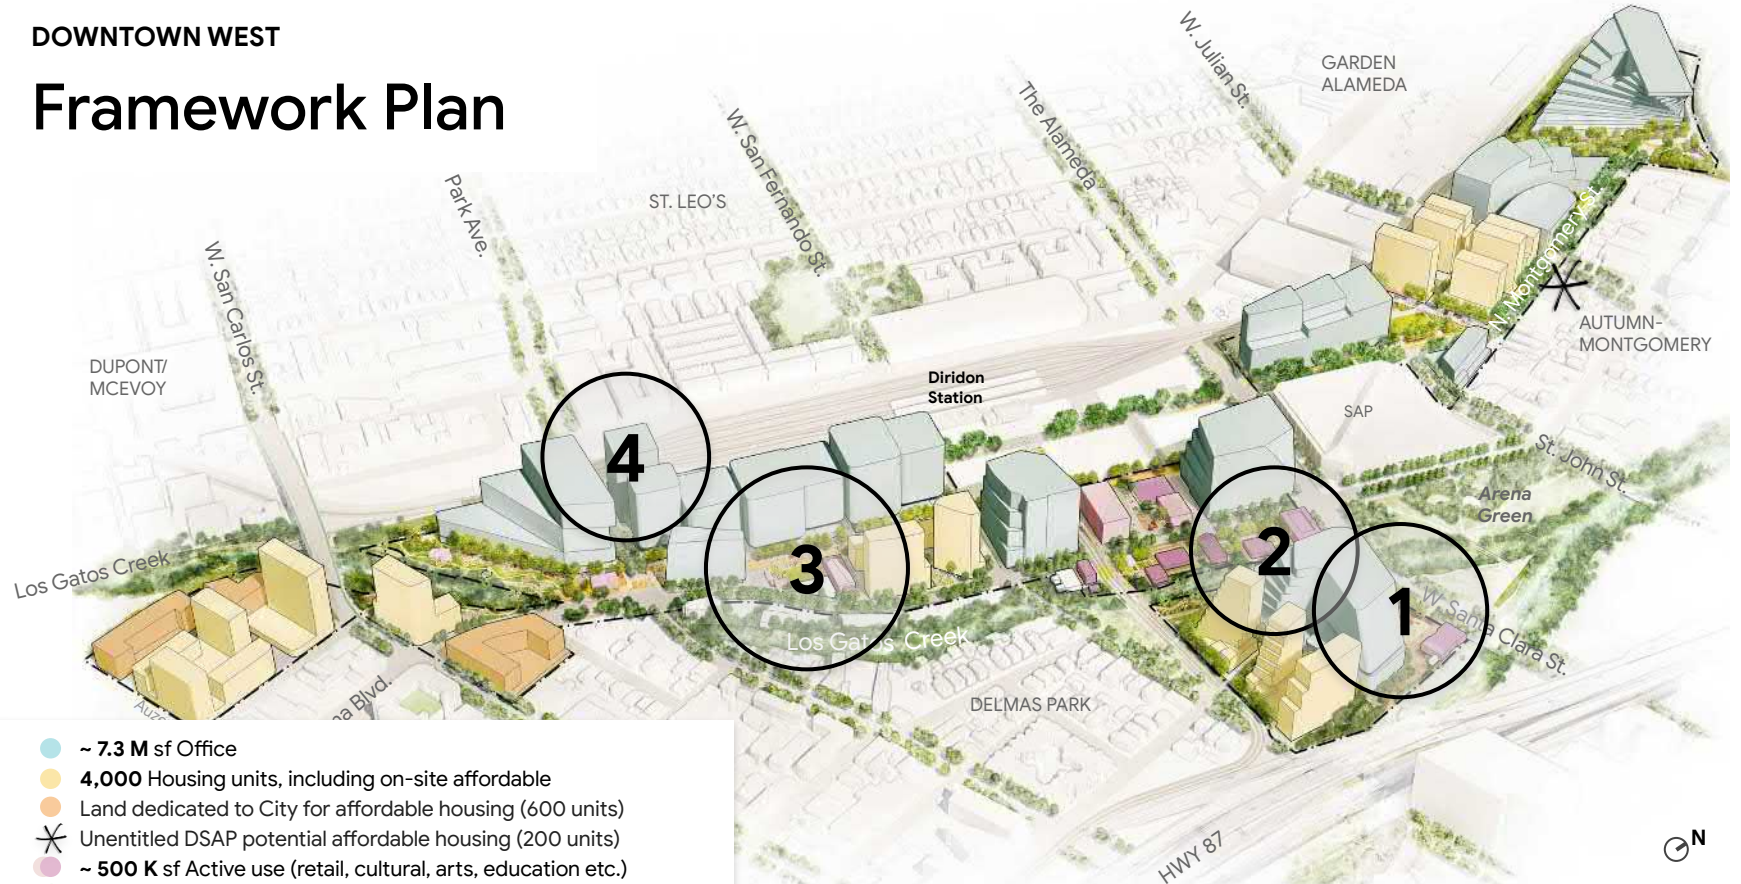 DOWNTOWN WEST
Framework Plan
W. Julian St.
GARDEN
ALAMEDA
The Alameda
W. San Fernando St.
Park Ave.
ST. LEO'S
W. San Carlos St.
N. Montgomery St.
AUTUMN-
MONTGOMERY
DUPONT/
MCEVOY
Diridon
Station
SAP
4
St. John St.
Arena
Green
2
3
1
Los Gatos Creek
W Santa Clara St.
Los Gatos Creek
DELMAS PARK
Blvd.
HWY 87
N
~ 7.3 M sf Office
4,000 Housing units, including on-site affordable
Land dedicated to City for affordable housing (600 units)
Unentitled DSAP potential affordable housing (200 units)
~ 500 K sf Active use (retail, cultural, arts, education etc.)